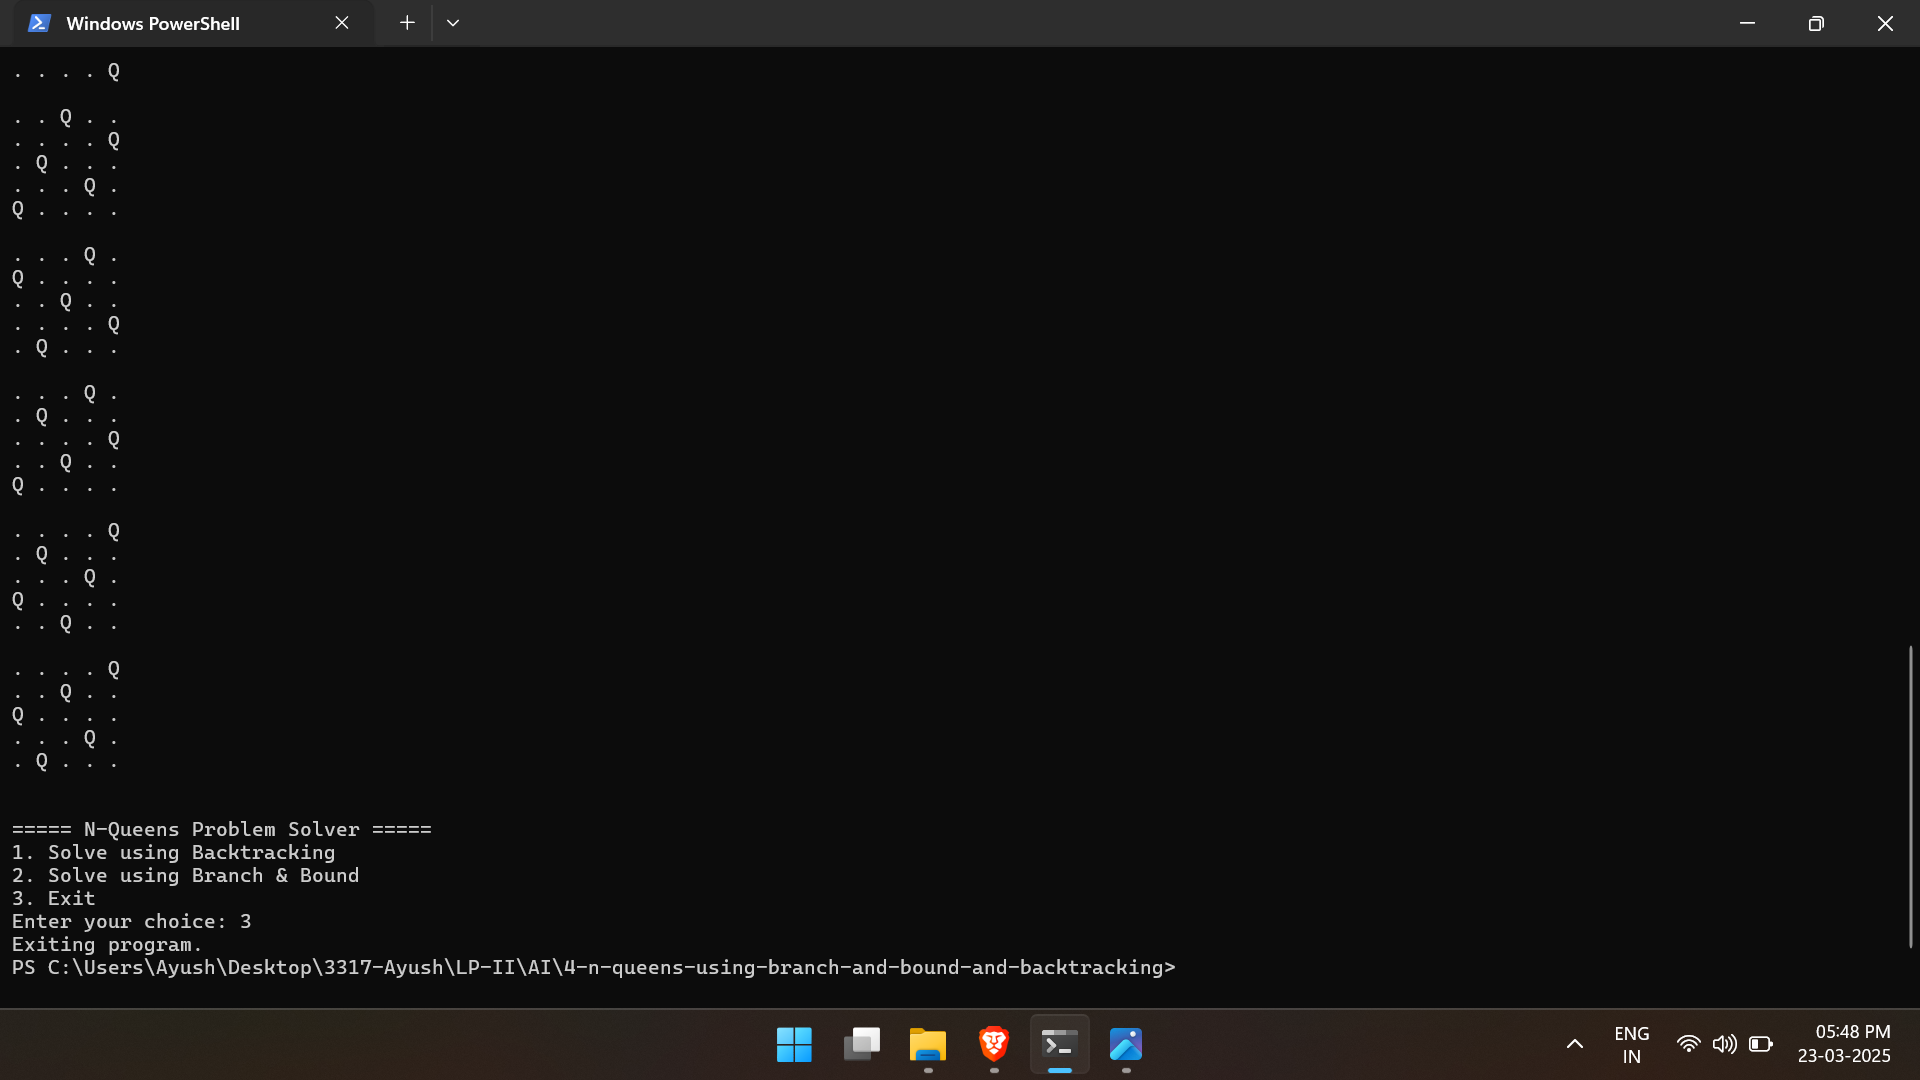 Windows PowerShell
. . . . Q
. . Q . .
. . . . Q
. Q . . .
. . . Q .
Q . . . .
. . . Q .
Q . . . .
. . Q . .
. . . . Q
. Q . . .
. . . Q .
. Q . . .
. . . . Q
. . Q . .
Q . . . .
. . . . Q
. Q . . .
. . . Q .
Q . . . .
. . Q . .
. . . . Q
. . Q . .
Q . . . .
. . . Q .
. Q . . .
===== N-Queens Problem Solver =====
1. Solve using Backtracking
2. Solve using Branch & Bound
3. Exit
Enter your choice: 3
Exiting program.
PS C:\Users\Ayush\Desktop\3317-Ayush\LP-II\AI\4-n-queens-using-branch-and-bound-and-backtracking>
ENG
IN
05:48 PM
23-03-2025